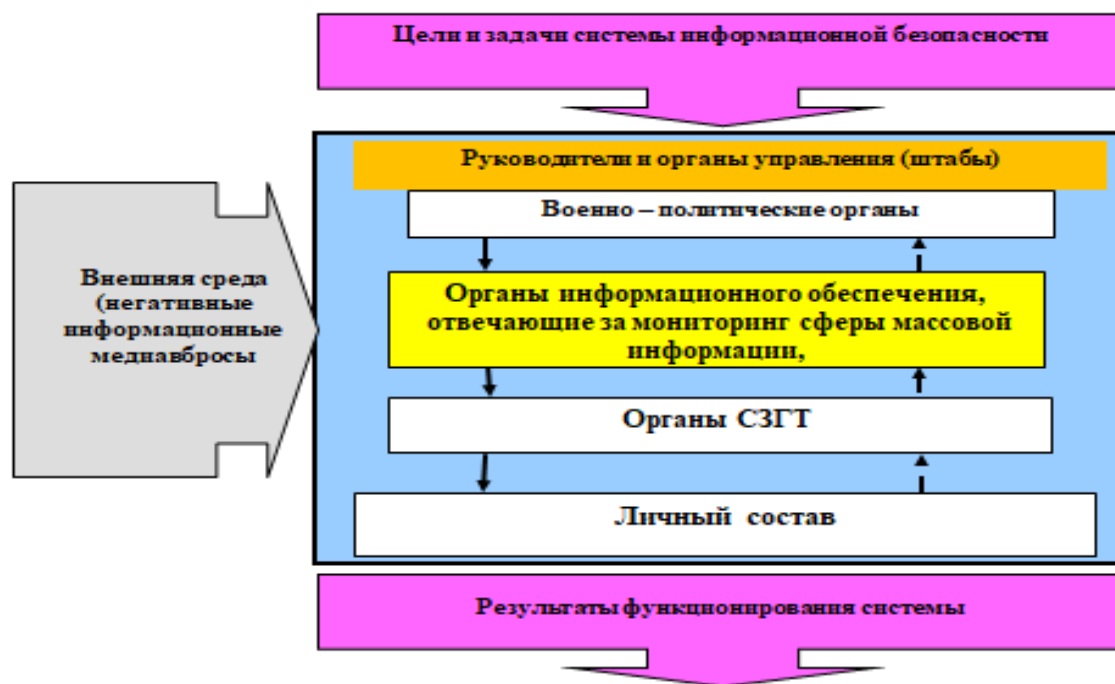 Цели и задачи системы информационной безопасности
Руководители и органы управления (штабы)
Военно – политические органы
Внешняя среда
(негативные
информационные
медиавбросы
Органы информационного обеспечения,
отвечающие за мониторинг сферы массовой
информации,
Органы СЗГТ
Личный состав
Результаты функционирования системы